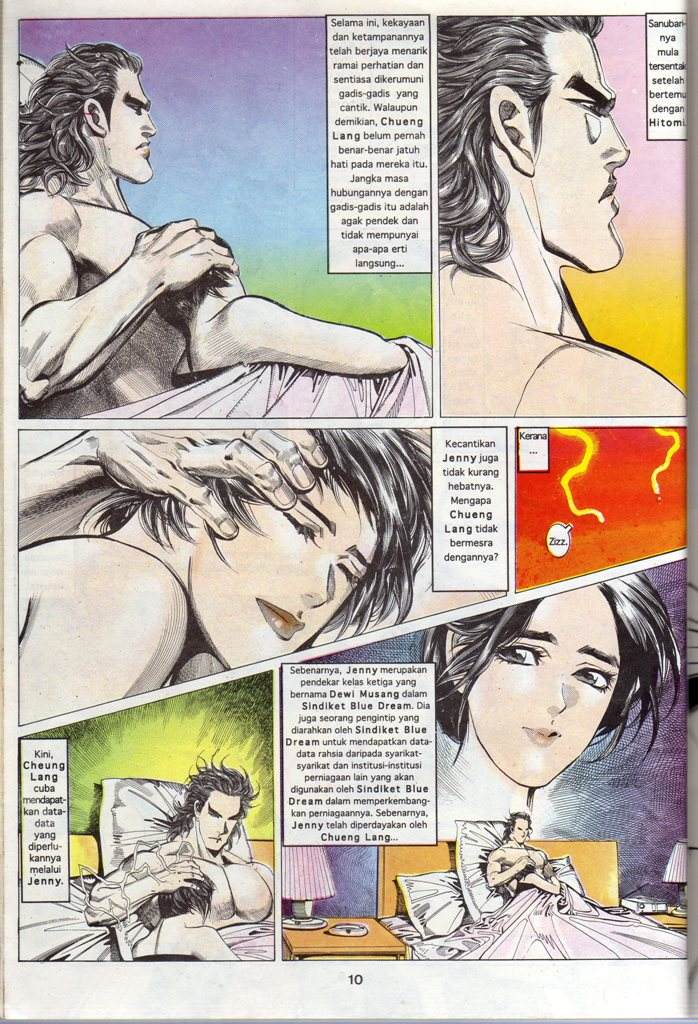 Selama ini, kekayaan
dan ketampanannya
telah berjaya menarik
ramai perhatian dan
sentiasa dikerumuni
gadis-gadis yang
cantik. Walaupun
demikian, Chueng
Lang belum pernah
benar-benar jatuh
hati pada mereka itu.
Jangka masa
hubungannya dengan
gadis-gadis itu adalah
agak pendek dan
tidak mempunyai
apa-apa erti
langsung...
Sanubari-
nya
mula
tersentak
setelah
bertemu
dengan
Hitomi.
Kecantikan
Jenny juga
tidak kurang
hebatnya.
Mengapa
Chueng
Lang tidak
bermesra
dengannya?
Kerana
...
Zizz.
Sebenarnya, Jenny merupakan
pendekar kelas ketiga yang
bernama Dewi Musang dalam
Sindiket Blue Dream. Dia
juga seorang pengintip yang
diarahkan oleh Sindiket Blue
Dream untuk mendapatkan data-
data rahsia daripada syarikat-
syarikat dan institusi-institusi
perniagaan lain yang akan
digunakan oleh Sindiket Blue
Dream dalam memperkembang-
kan perniagaannya. Sebenarnya,
Jenny telah diperdayakan oleh
Chueng Lang...
Kini,
Cheung
Lang
cuba
mendapat-
kan data-
data
yang
diperlu-
kannya
melalui
Jenny.
10